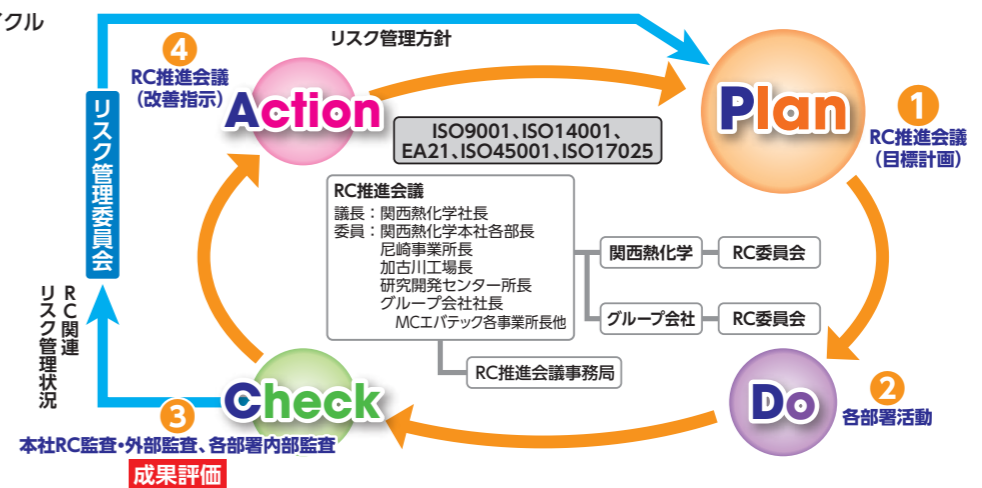 イクル
リスク管理方針
4
RC推進会議
（改善指示）
Action
Plan
1
RC推進会議
（目標計画）
ISO9001、ISO14001、
EA21、ISO45001、ISO17025
リスク管理委員会
RC推進会議
議長：関西熱化学社長
委員：関西熱化学本社各部長
尼崎事業所長
加古川工場長
研究開発センター所長
グループ会社社長
MCエバテック各事業所長他
関西熱化学
RC委員会
グループ会社
RC委員会
RC推進会議事務局
RC関連
リスク管理状況
Do
2
各部署活動
Check
3
本社RC監査・外部監査、各部署内部監査
成果評価